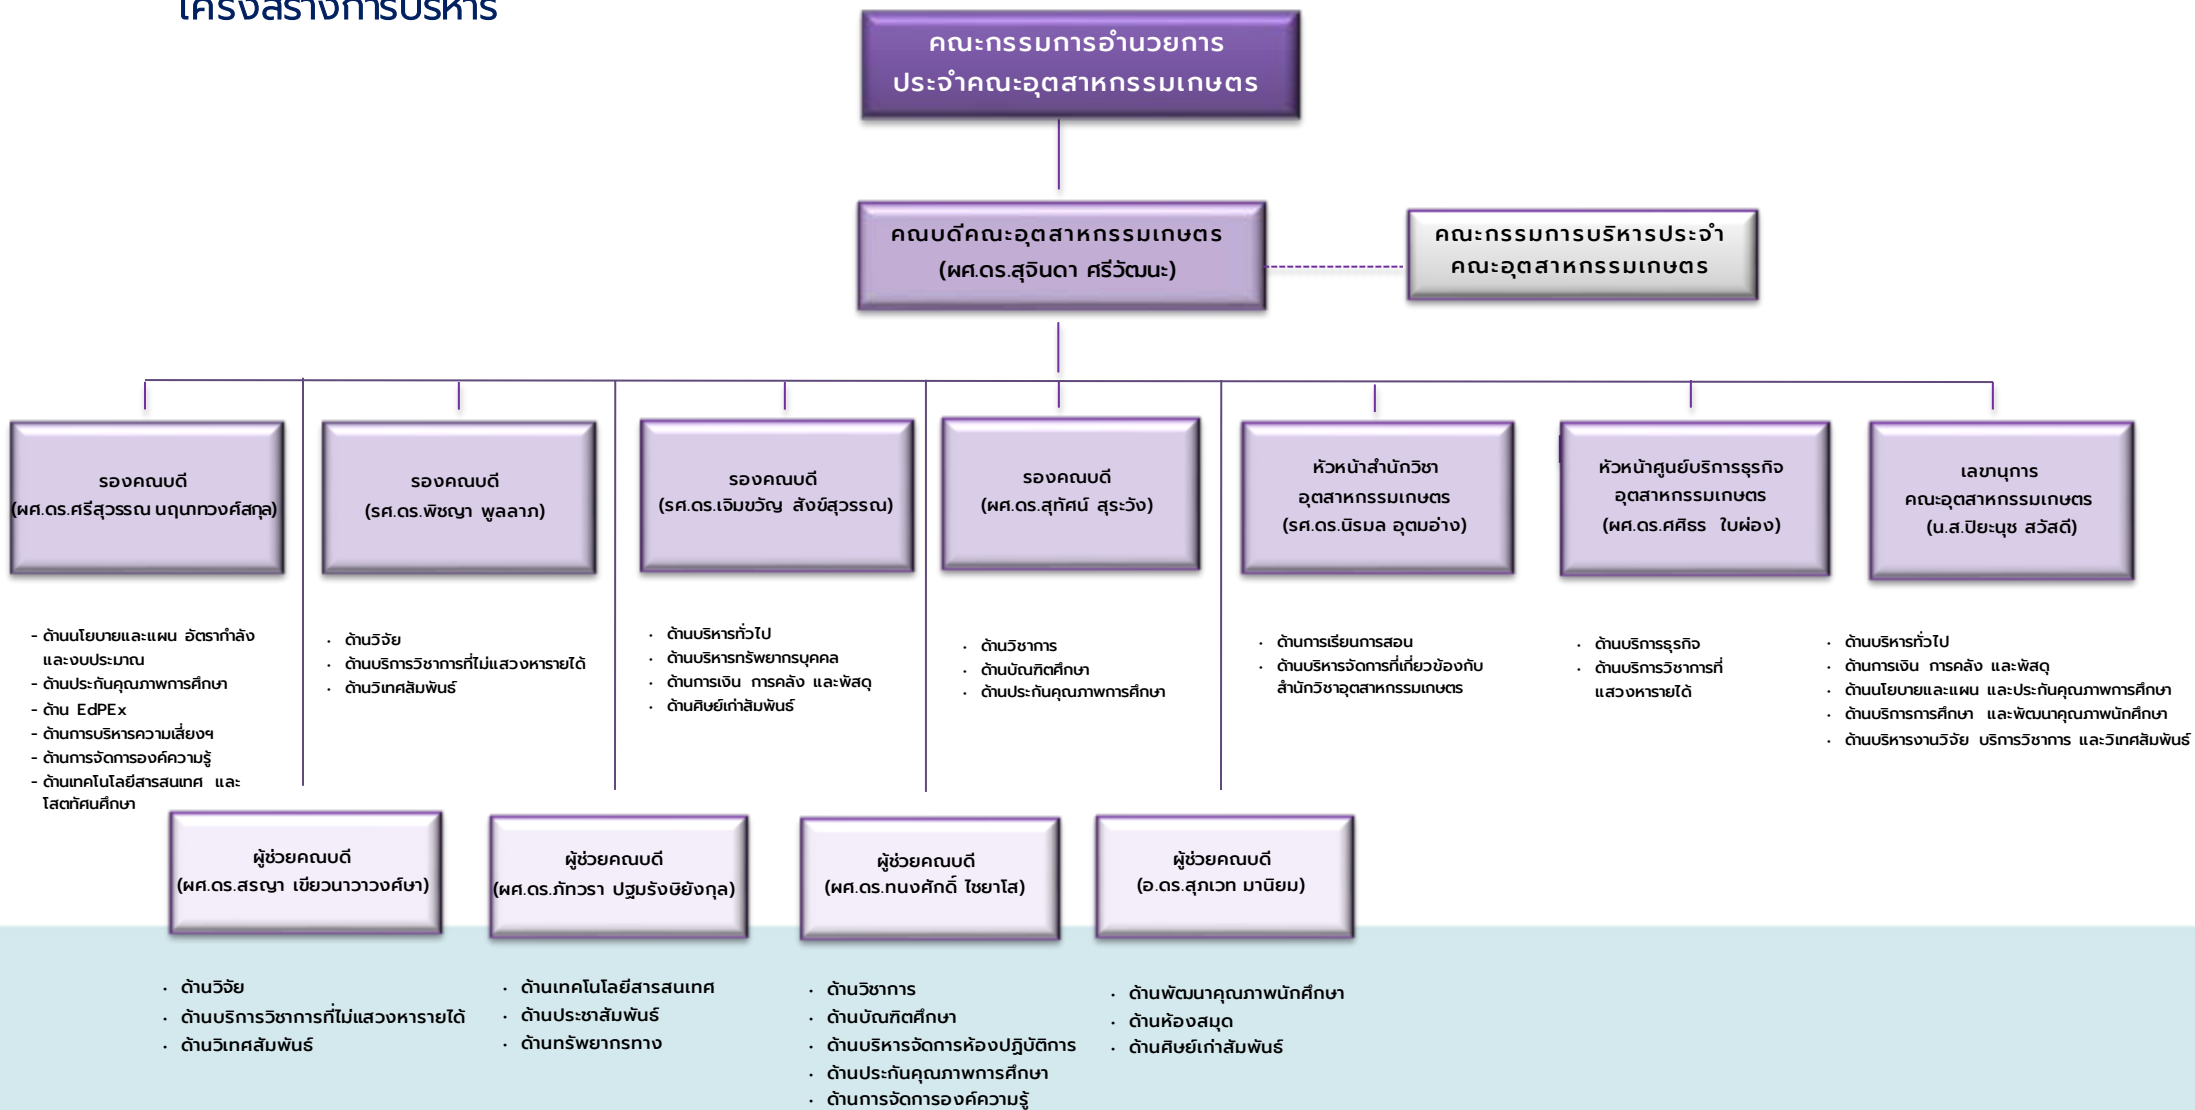 โครงสร้างการบริหาร
คณะกรรมการอำนวยการ
ประจำคณะอุตสาหกรรมเกษตร
คณบดีคณะอุตสาหกรรมเกษตร
(ผศ.ดร.สุจินดา ศรีวัฒนะ)
คณะกรรมการบริหารประจำ
คณะอุตสาหกรรมเกษตร
รองคณบดี
(ผศ.ดร.ศรีสุวรรณ นฤนาทวงศ์สกุล)
- ด้านนโยบายและแผน อัตรากำลัง
และงบประมาณ
- ด้านประกันคุณภาพการศึกษา
- ด้าน EdPEx
- ด้านการบริหารความเสี่ยงฯ
- ด้านการจัดการองค์ความรู้
- ด้านเทคโนโลยีสารสนเทศ และ
โสตทัศนศึกษา
รองคณบดี
(รศ.ดร.พิชญา พูลลาภ)
· ด้านวิจัย
· ด้านบริการวิชาการที่ไม่แสวงหารายได้
· ด้านวิเทศสัมพันธ์
รองคณบดี
(รศ.ดร.เจิมขวัญ สังข์สุวรรณ)
· ด้านบริหารทั่วไป
· ด้านบริหารทรัพยากรบุคคล
· ด้านการเงิน การคลัง และพัสดุ
· ด้านศิษย์เก่าสัมพันธ์
รองคณบดี
(ผศ.ดร.สุทัศน์ สุระวัง)
· ด้านวิชาการ
· ด้านบัณฑิตศึกษา
· ด้านประกันคุณภาพการศึกษา
หัวหน้าสำนักวิชา
อุตสาหกรรมเกษตร
(รศ.ดร.นิรมล อุตมอ่าง)
· ด้านการเรียนการสอน
· ด้านบริหารจัดการที่เกี่ยวข้องกับ
สำนักวิชาอุตสาหกรรมเกษตร
หัวหน้าศูนย์บริการธุรกิจ
อุตสาหกรรมเกษตร
(ผศ.ดร.ศศิธร ใบผ่อง)
· ด้านบริการธุรกิจ
· ด้านบริการวิชาการที่
แสวงหารายได้
เลขานุการ
คณะอุตสาหกรรมเกษตร
(น.ส.ปิยะนุช สวัสดี)
· ด้านบริหารทั่วไป
· ด้านการเงิน การคลัง และพัสดุ
· ด้านนโยบายและแผน และประกันคุณภาพการศึกษา
· ด้านบริการการศึกษา และพัฒนาคุณภาพนักศึกษา
· ด้านบริหารงานวิจัย บริการวิชาการ และวิเทศสัมพันธ์
ผู้ช่วยคณบดี
(ผศ.ดร.สรญา เขียวนาวาวงศ์ษา)
· ด้านวิจัย
· ด้านบริการวิชาการที่ไม่แสวงหารายได้
· ด้านวิเทศสัมพันธ์
ผู้ช่วยคณบดี
(ผศ.ดร.ภัทวรา ปฐมรังษิยังกุล)
· ด้านเทคโนโลยีสารสนเทศ
· ด้านประชาสัมพันธ์
· ด้านทรัพยากรทาง
ผู้ช่วยคณบดี
(ผศ.ดร.ทนงศักดิ์ ไชยาโส)
· ด้านวิชาการ
· ด้านบัณฑิตศึกษา
· ด้านบริหารจัดการห้องปฏิบัติการ
· ด้านประกันคุณภาพการศึกษา
· ด้านการจัดการองค์ความรู้
ผู้ช่วยคณบดี
(อ.ดร.สุภเวท มานิยม)
· ด้านพัฒนาคุณภาพนักศึกษา
· ด้านห้องสมุด
· ด้านศิษย์เก่าสัมพันธ์